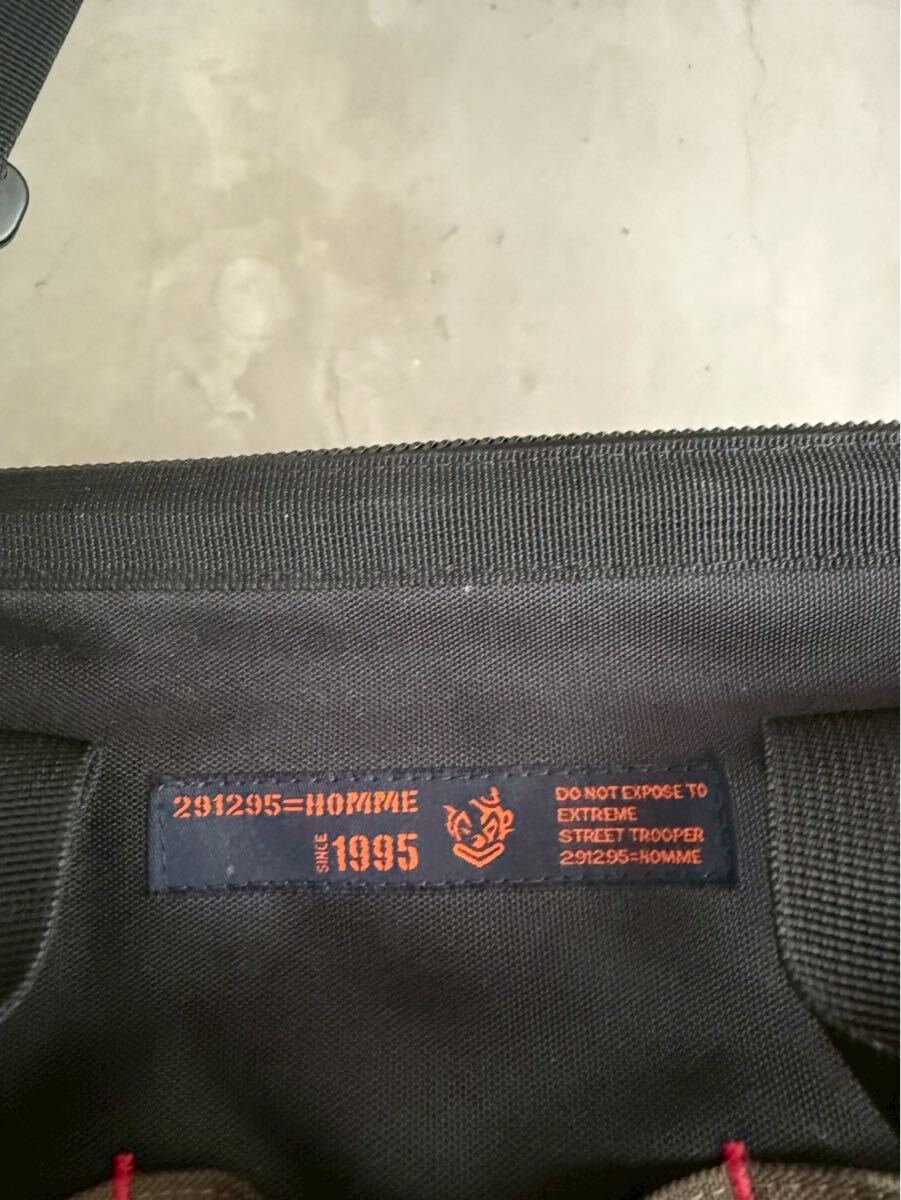 291295=HOMME
SINCE 1995
DO NOT EXPOSE TO
EXTREME
STREET TROOPER
291295=HOMME